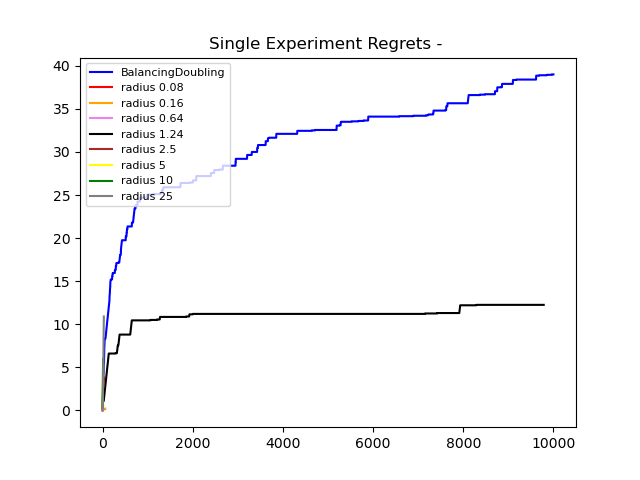 Single Experiment Regrets -
40
35
30
25
20
15
10
5
0
BalancingDoubling
radius 0.08
radius 0.16
radius 0.64
radius 1.24
radius 2.5
radius 5
radius 10
radius 25
0 2000 4000 6000 8000 10000